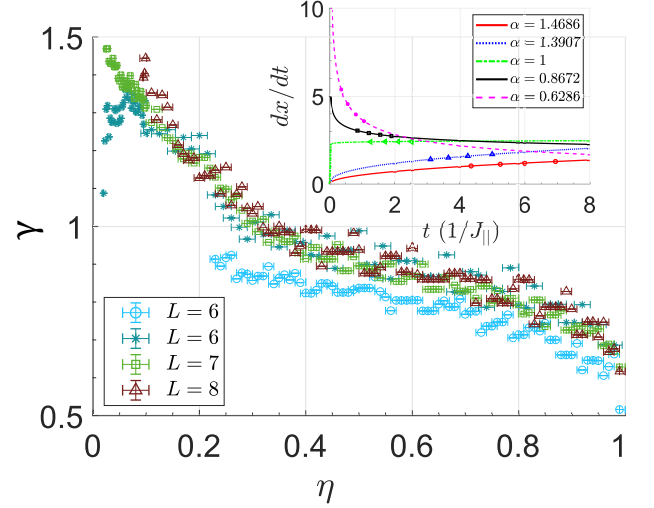 10
5
0
0 2 4 6 8
dx/dt
t (1/J||)
α = 1.4686
α = 1.3907
α = 1
α = 0.8672
α = 0.6286
1.5
1
0.5
γ
L = 6
L = 6
L = 7
L = 8
0 0.2 0.4 0.6 0.8 1
η